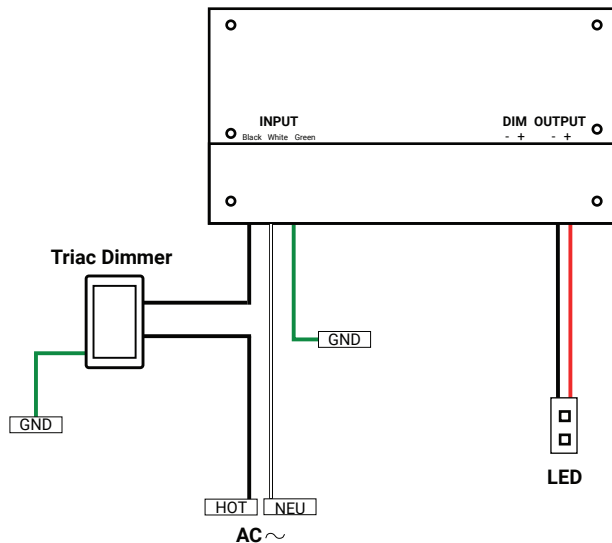 INPUT
Black White Green
DIM OUTPUT
- + - +
Triac Dimmer
GND
GND
HOT NEU
AC
LED